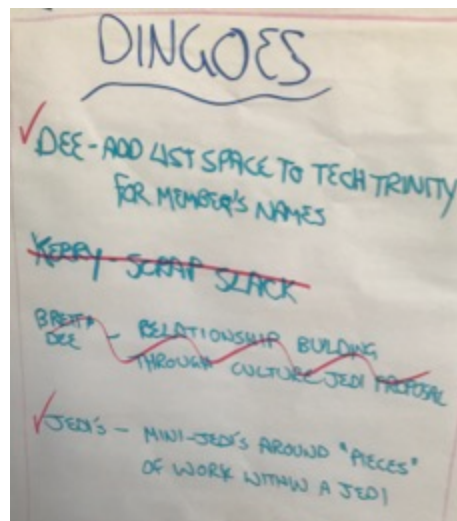 DINGOES
DEE - ADD LIST SPACE TO TECH TRINITY
FOR MEMBER'S NAMES
KERRY - SCRAP SLACK
BRETT+
DEE - RELATIONSHIP BUILDING
THROUGH CULTURE JEDI PROPOSAL
JEDI'S - MINI-JEDI'S AROUND "PIECES"
OF WORK WITHIN A JEDI